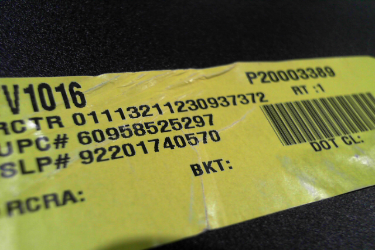 V1016
P20003389
RCTR 01113211230937372
RT :1
UPC# 60958525297
SLP# 92201740570
DOT CL:
BKT:
RCRA: